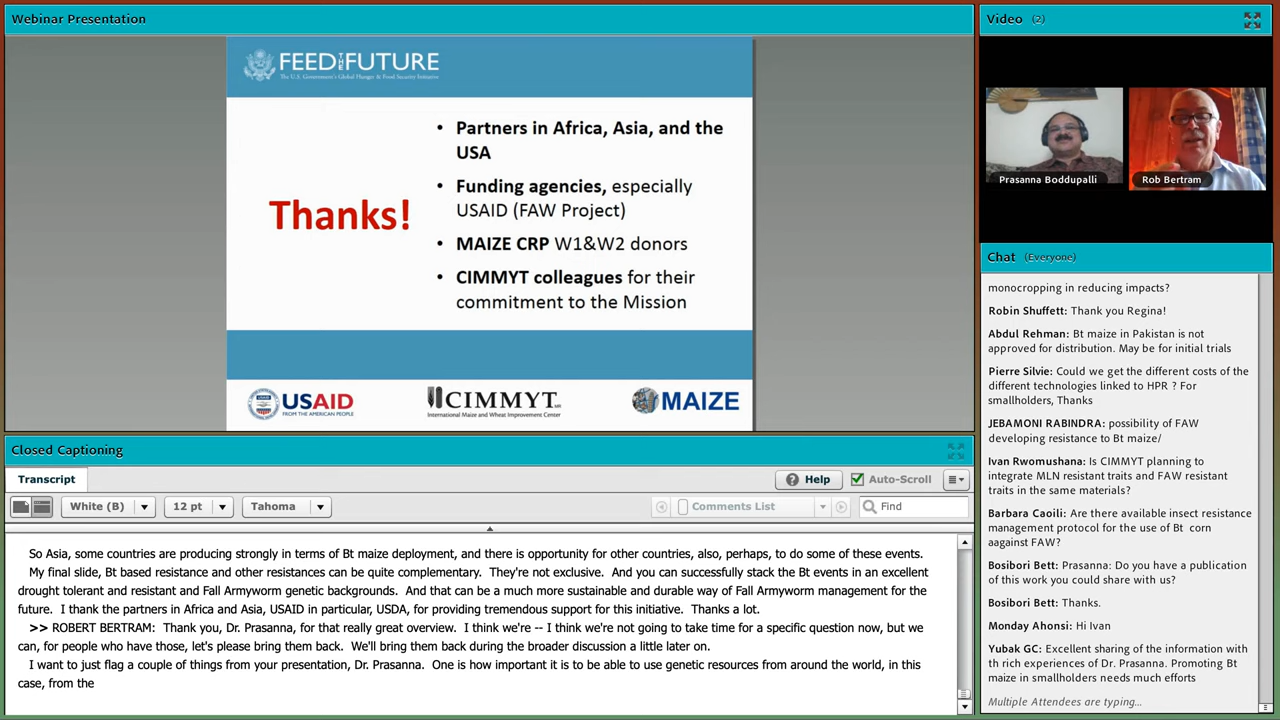 Webinar Presentation
FEED THE FUTURE
The U.S. Government's Global Hunger & Food Security Initiative
Thanks!
• Partners in Africa, Asia, and the
USA
• Funding agencies, especially
USAID (FAW Project)
• MAIZE CRP W1&W2 donors
• CIMMYT colleagues for their
commitment to the Mission
USAID
FROM THE AMERICAN PEOPLE
CIMMYT
International Maize and Wheat Improvement Center
MAIZE
Video (2)
Prasanna Boddupalli
Rob Bertram
Chat (Everyone)
monocropping in reducing impacts?
Robin Shuffett: Thank you Regina!
Abdul Rehman: Bt maize in Pakistan is not
approved for distribution. May be for initial trials
Pierre Silvie: Could we get the different costs of the
different technologies linked to HPR ? For
smallholders, Thanks
JEBAMONI RABINDRA: possibility of FAW
developing resistance to Bt maize/
Ivan Rwomushana: Is CIMMYT planning to
integrate MLN resistant traits and FAW resistant
traits in the same materials?
Barbara Caoili: Are there available insect resistance
management protocol for the use of Bt corn
aagainst FAW?
Bosibori Bett: Prasanna: Do you have a publication
of this work you could share with us?
Bosibori Bett: Thanks.
Monday Ahonsi: Hi Ivan
Yubak GC: Excellent sharing of the information with
th rich experiences of Dr. Prasanna. Promoting Bt
maize in smallholders needs much efforts
Multiple Attendees are typing...
Closed Captioning
Transcript
Help
Auto-Scroll
White (B)
12 pt
Tahoma
Comments List
Find
So Asia, some countries are producing strongly in terms of Bt maize deployment, and there is opportunity for other countries, also, perhaps, to do some of these events.
My final slide, Bt based resistance and other resistances can be quite complementary. They're not exclusive. And you can successfully stack the Bt events in an excellent
drought tolerant and resistant and Fall Armyworm genetic backgrounds. And that can be a much more sustainable and durable way of Fall Armyworm management for the
future. I thank the partners in Africa and Asia, USAID in particular, USDA, for providing tremendous support for this initiative. Thanks a lot.
>> ROBERT BERTRAM: Thank you, Dr. Prasanna, for that really great overview. I think we're -- I think we're not going to take time for a specific question now, but we
can, for people who have those, let's please bring them back. We'll bring them back during the broader discussion a little later on.
I want to just flag a couple of things from your presentation, Dr. Prasanna. One is how important it is to be able to use genetic resources from around the world, in this
case, from the